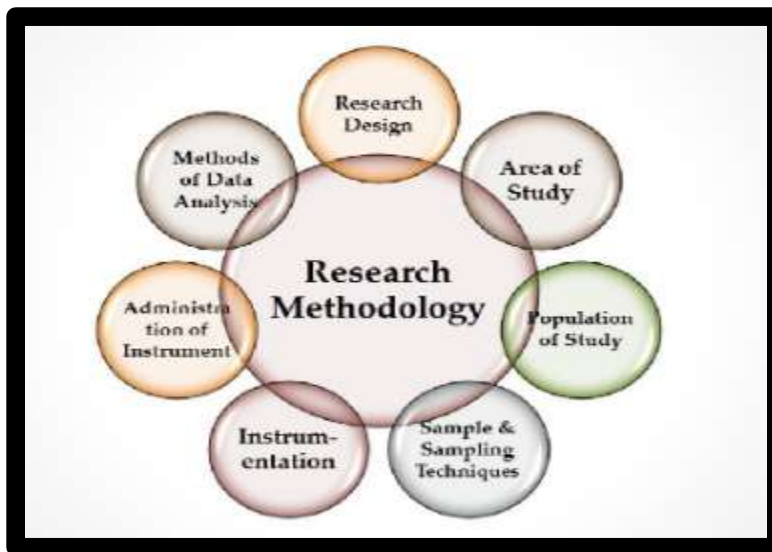 Research
Design
Methods
of Data
Analysis
Area of
Study
Research
Methodology
Administra
tion of
Instrument
Population
of Study
Instrum-
entation
Sample &
Sampling
Techniques